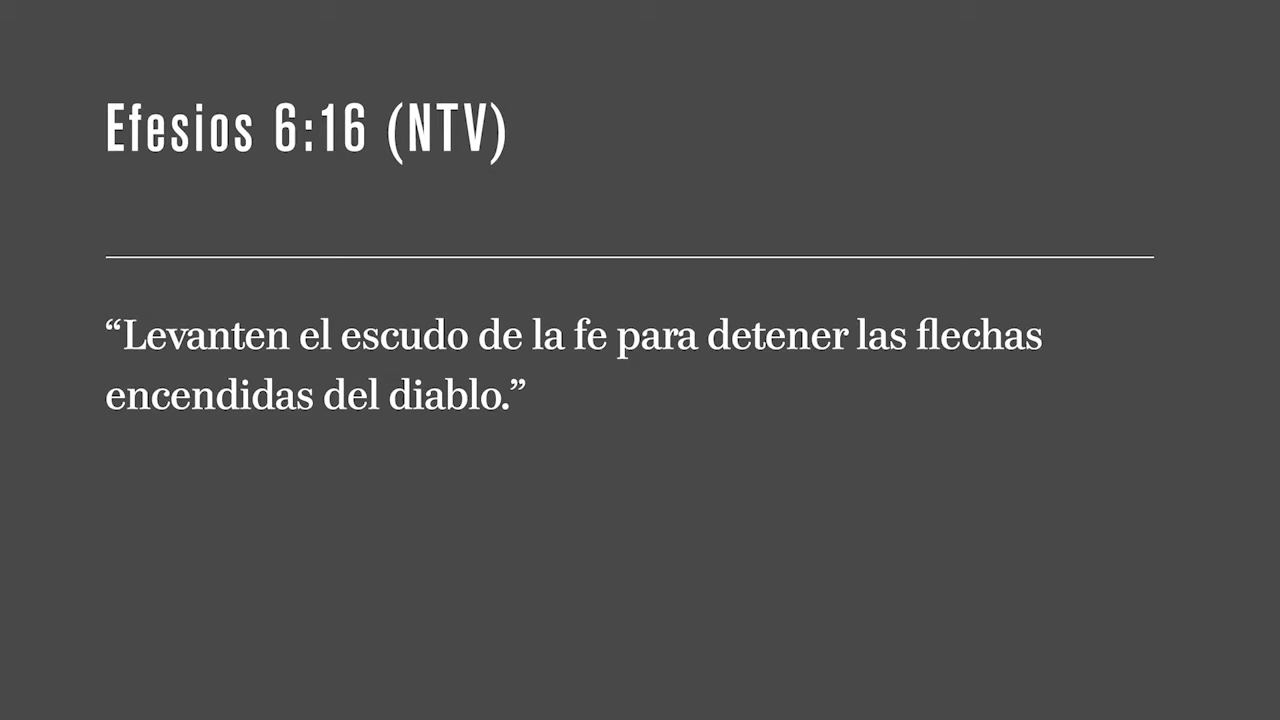 Efesios 6:16 (NTV)
“Levanten el escudo de la fe para detener las flechas
encendidas del diablo.”